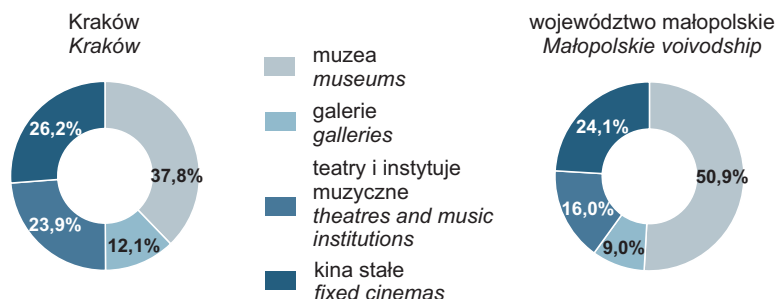 Kraków
Kraków
26,2%
37,8%
23,9%
12,1%
muzea
museums
galerie
galleries
teatry i instytuje
muzyczne
theatres and music
institutions
kina stałe
fixed cinemas
województwo małopolskie
Małopolskie voivodship
24,1%
50,9%
16,0%
9,0%